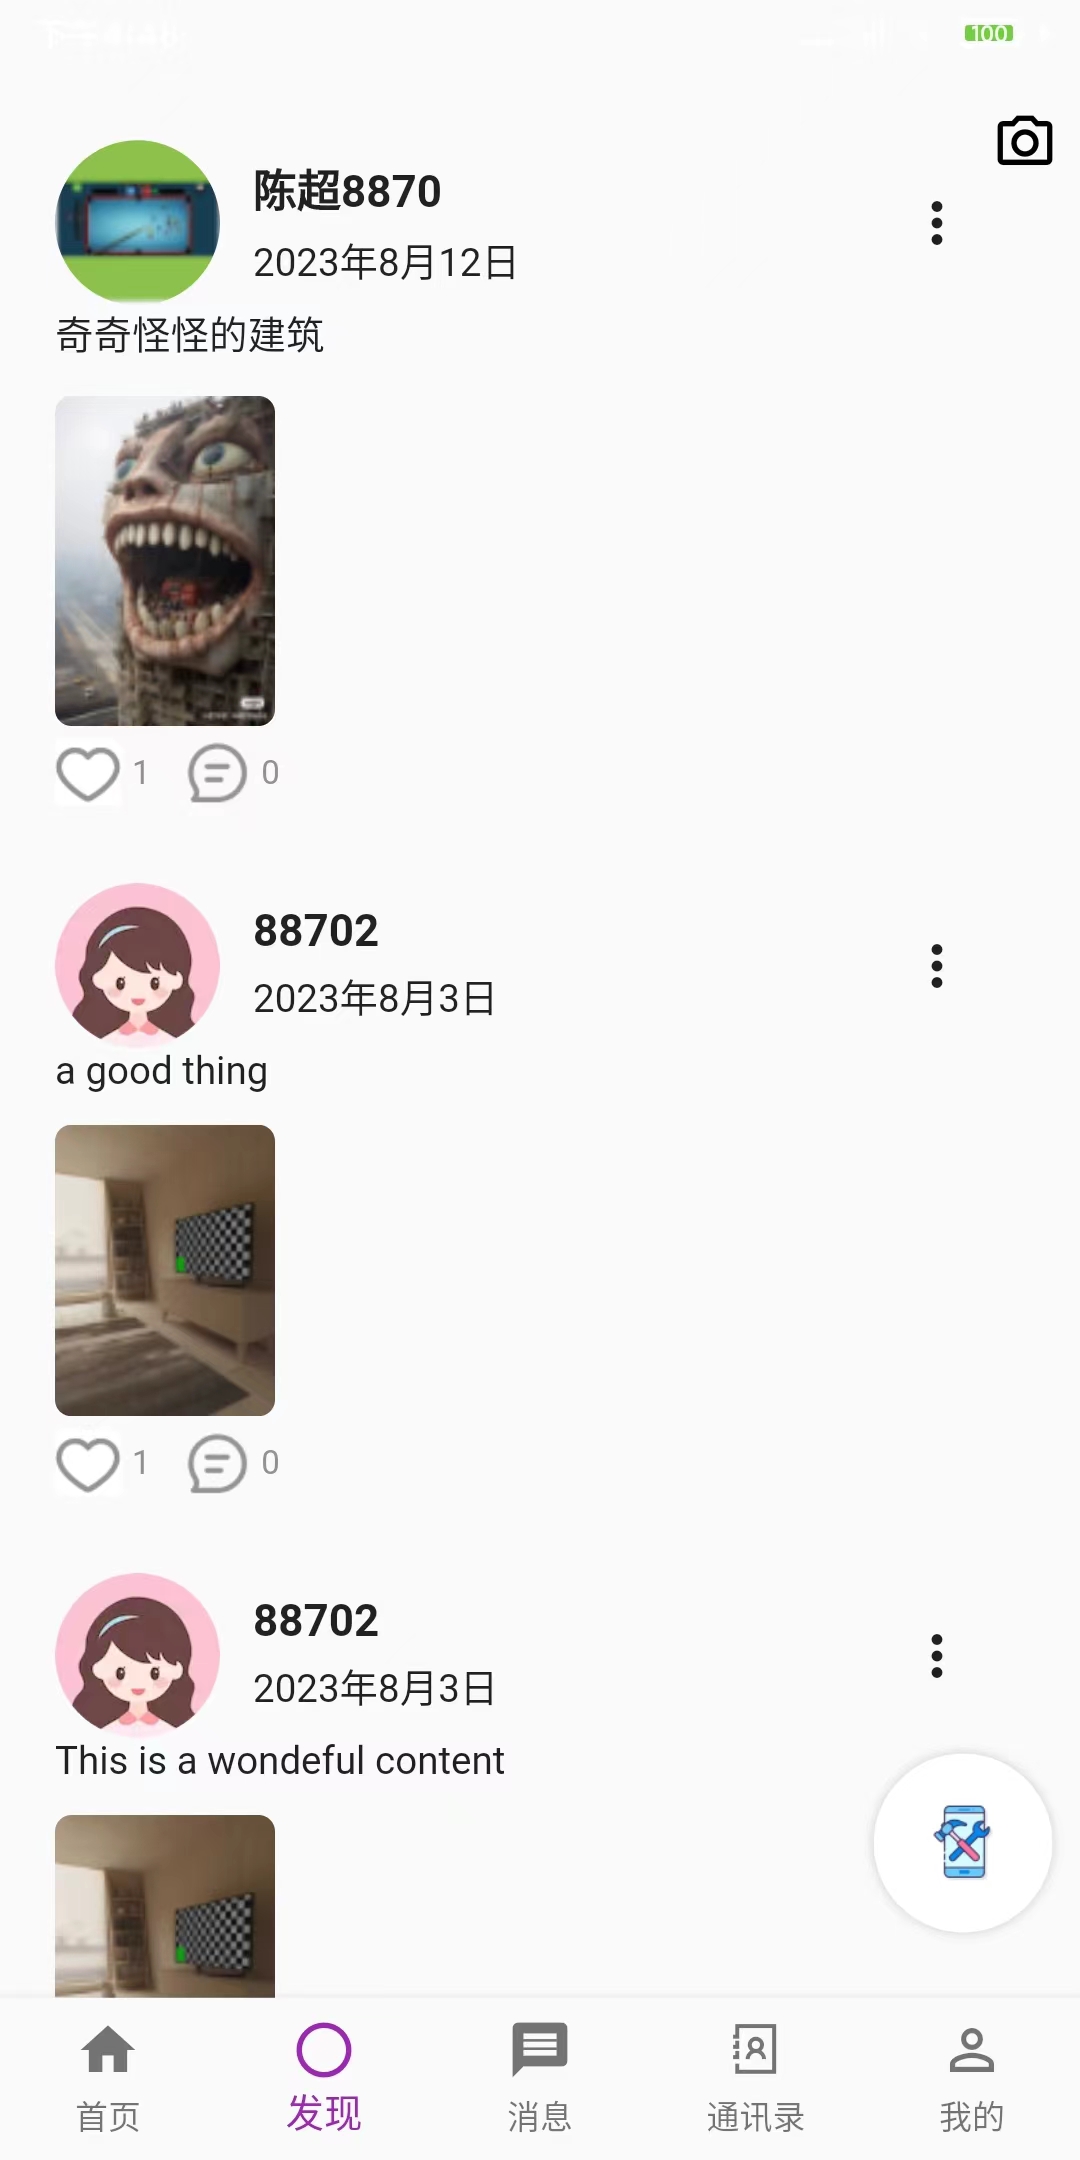 100
陈超8870
2023年8月12日
奇奇怪怪的建筑
1 0
88702
2023年8月3日
a good thing
1 0
88702
2023年8月3日
This is a wondeful content
首页 发现 消息 通讯录 我的